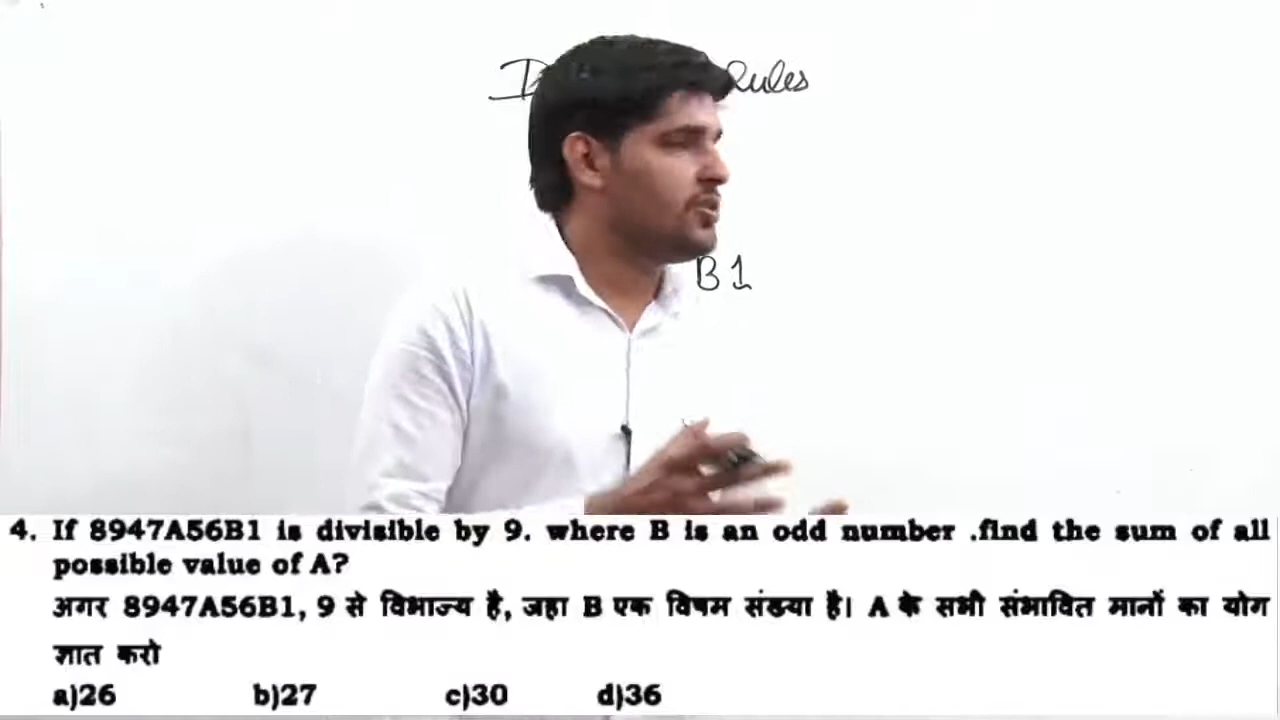 Rules
B1
4. If 8947A56B1 is divisible by 9. where B is an odd number .find the sum of all
possible value of A?
अगर 8947A56B1, 9 से विभाज्य है, जहा B एक विषम संख्या है। A के सभी संभावित मानों का योग
ज्ञात करो
a)26 b)27 c)30 d)36